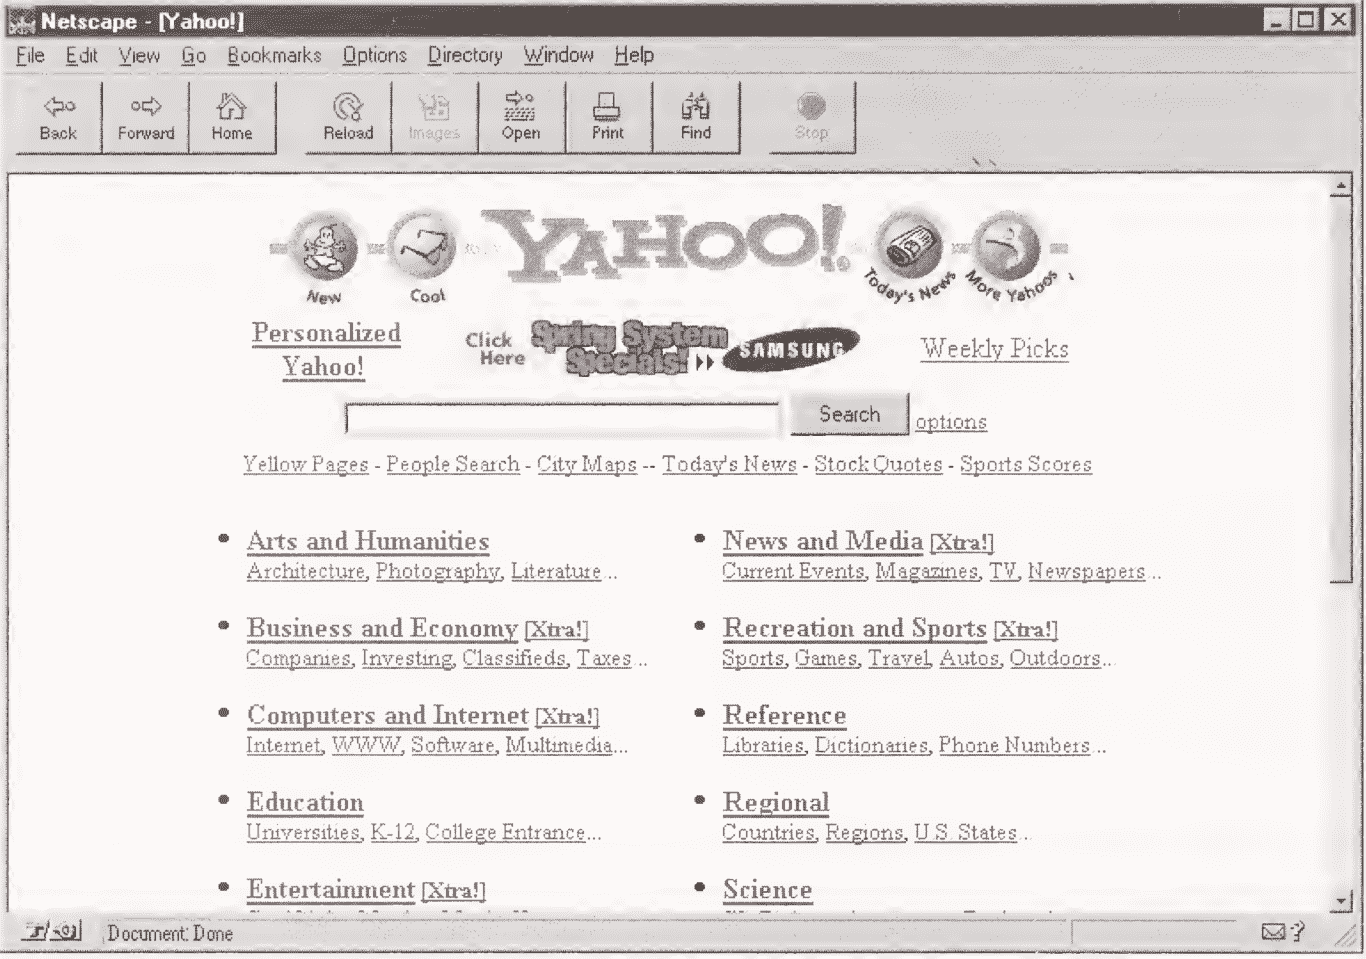 Netscape - [Yahoo!]
File Edit View Go Bookmarks Options Directory Window Help
Back Forward Home Reload Images Open Print Find Stop
YAHOO!
New Cool Today's News More Yahoos
Personalized Yahoo!
Click Here Spring System Specials! SAMSUNG
Weekly Picks
Search options
Yellow Pages - People Search - City Maps -- Today's News - Stock Quotes - Sports Scores
Arts and Humanities
Architecture, Photography, Literature...
Business and Economy [Xtra!]
Companies, Investing, Classifieds, Taxes...
Computers and Internet [Xtra!]
Internet, WWW, Software, Multimedia...
Education
Universities, K-12, College Entrance...
Entertainment [Xtra!]
News and Media [Xtra!]
Current Events, Magazines, TV, Newspapers...
Recreation and Sports [Xtra!]
Sports, Games, Travel, Autos, Outdoors...
Reference
Libraries, Dictionaries, Phone Numbers...
Regional
Countries, Regions, U.S. States...
Science
Document: Done